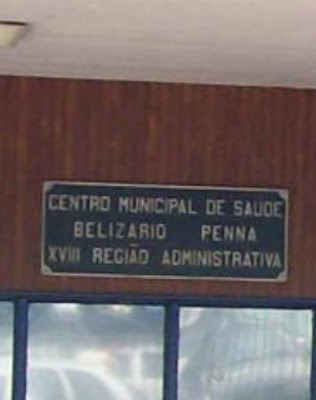 CENTRO MUNICIPAL DE SAUDE
BELIZARIO PENNA
XVIII REGIÃO ADMINISTRATIVA